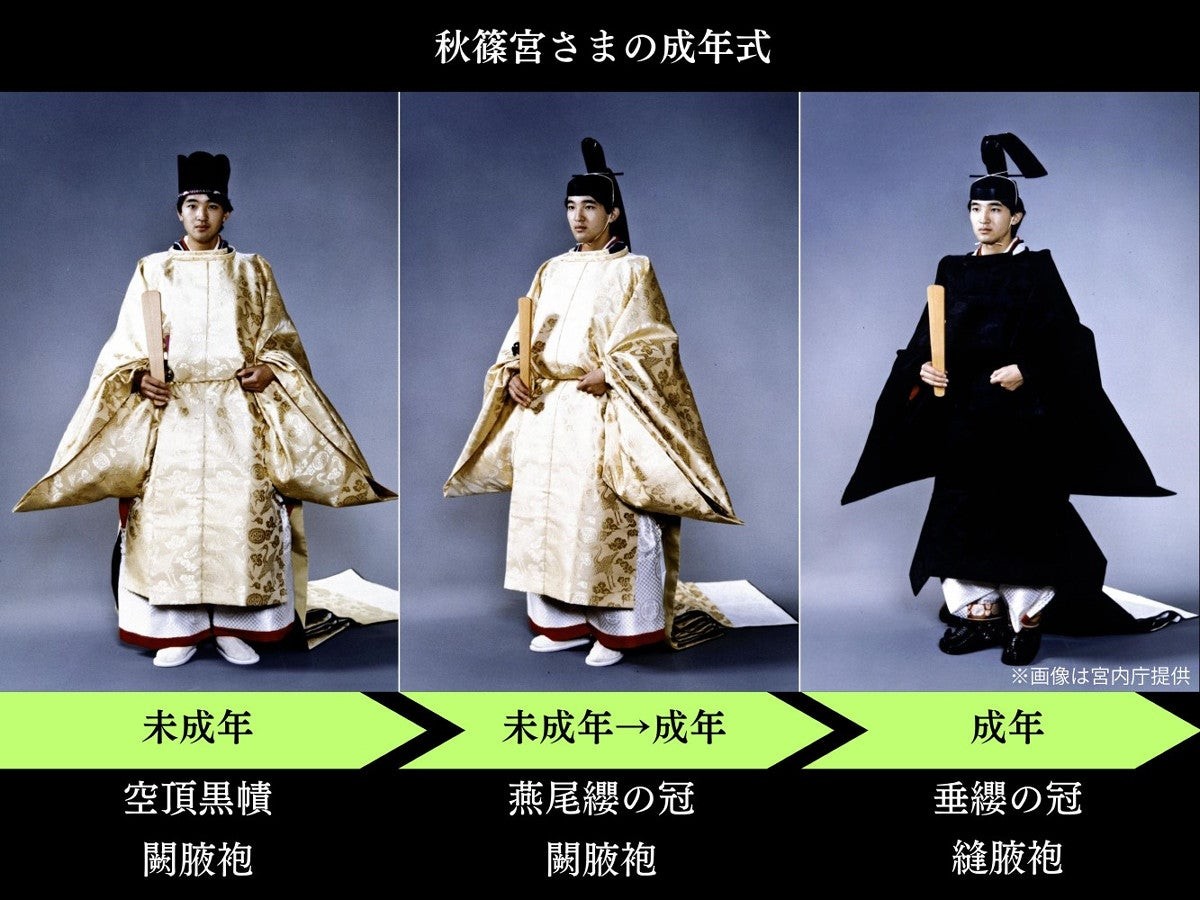 秋篠宮さまの成年式
※画像は宮内庁提供
未成年
未成年→成年
成年
空頂黒幘
燕尾纓の冠
垂纓の冠
闕腋袍
闕腋袍
縫腋袍